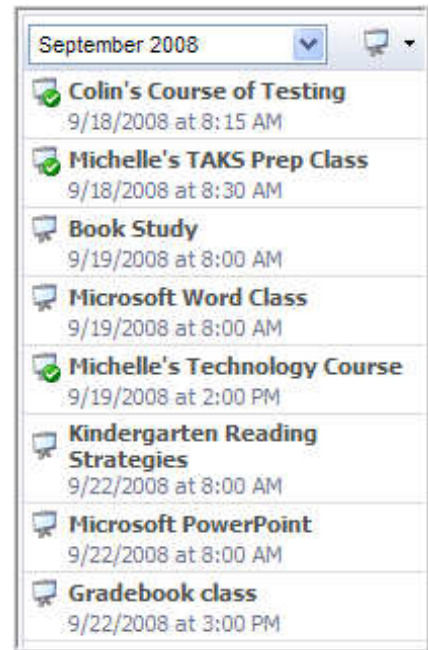 September 2008
Colin's Course of Testing
9/18/2008 at 8:15 AM
Michelle's TAKS Prep Class
9/18/2008 at 8:30 AM
Book Study
9/19/2008 at 8:00 AM
Microsoft Word Class
9/19/2008 at 8:00 AM
Michelle's Technology Course
9/19/2008 at 2:00 PM
Kindergarten Reading
Strategies
9/22/2008 at 8:00 AM
Microsoft PowerPoint
9/22/2008 at 8:00 AM
Gradebook class
9/22/2008 at 3:00 PM